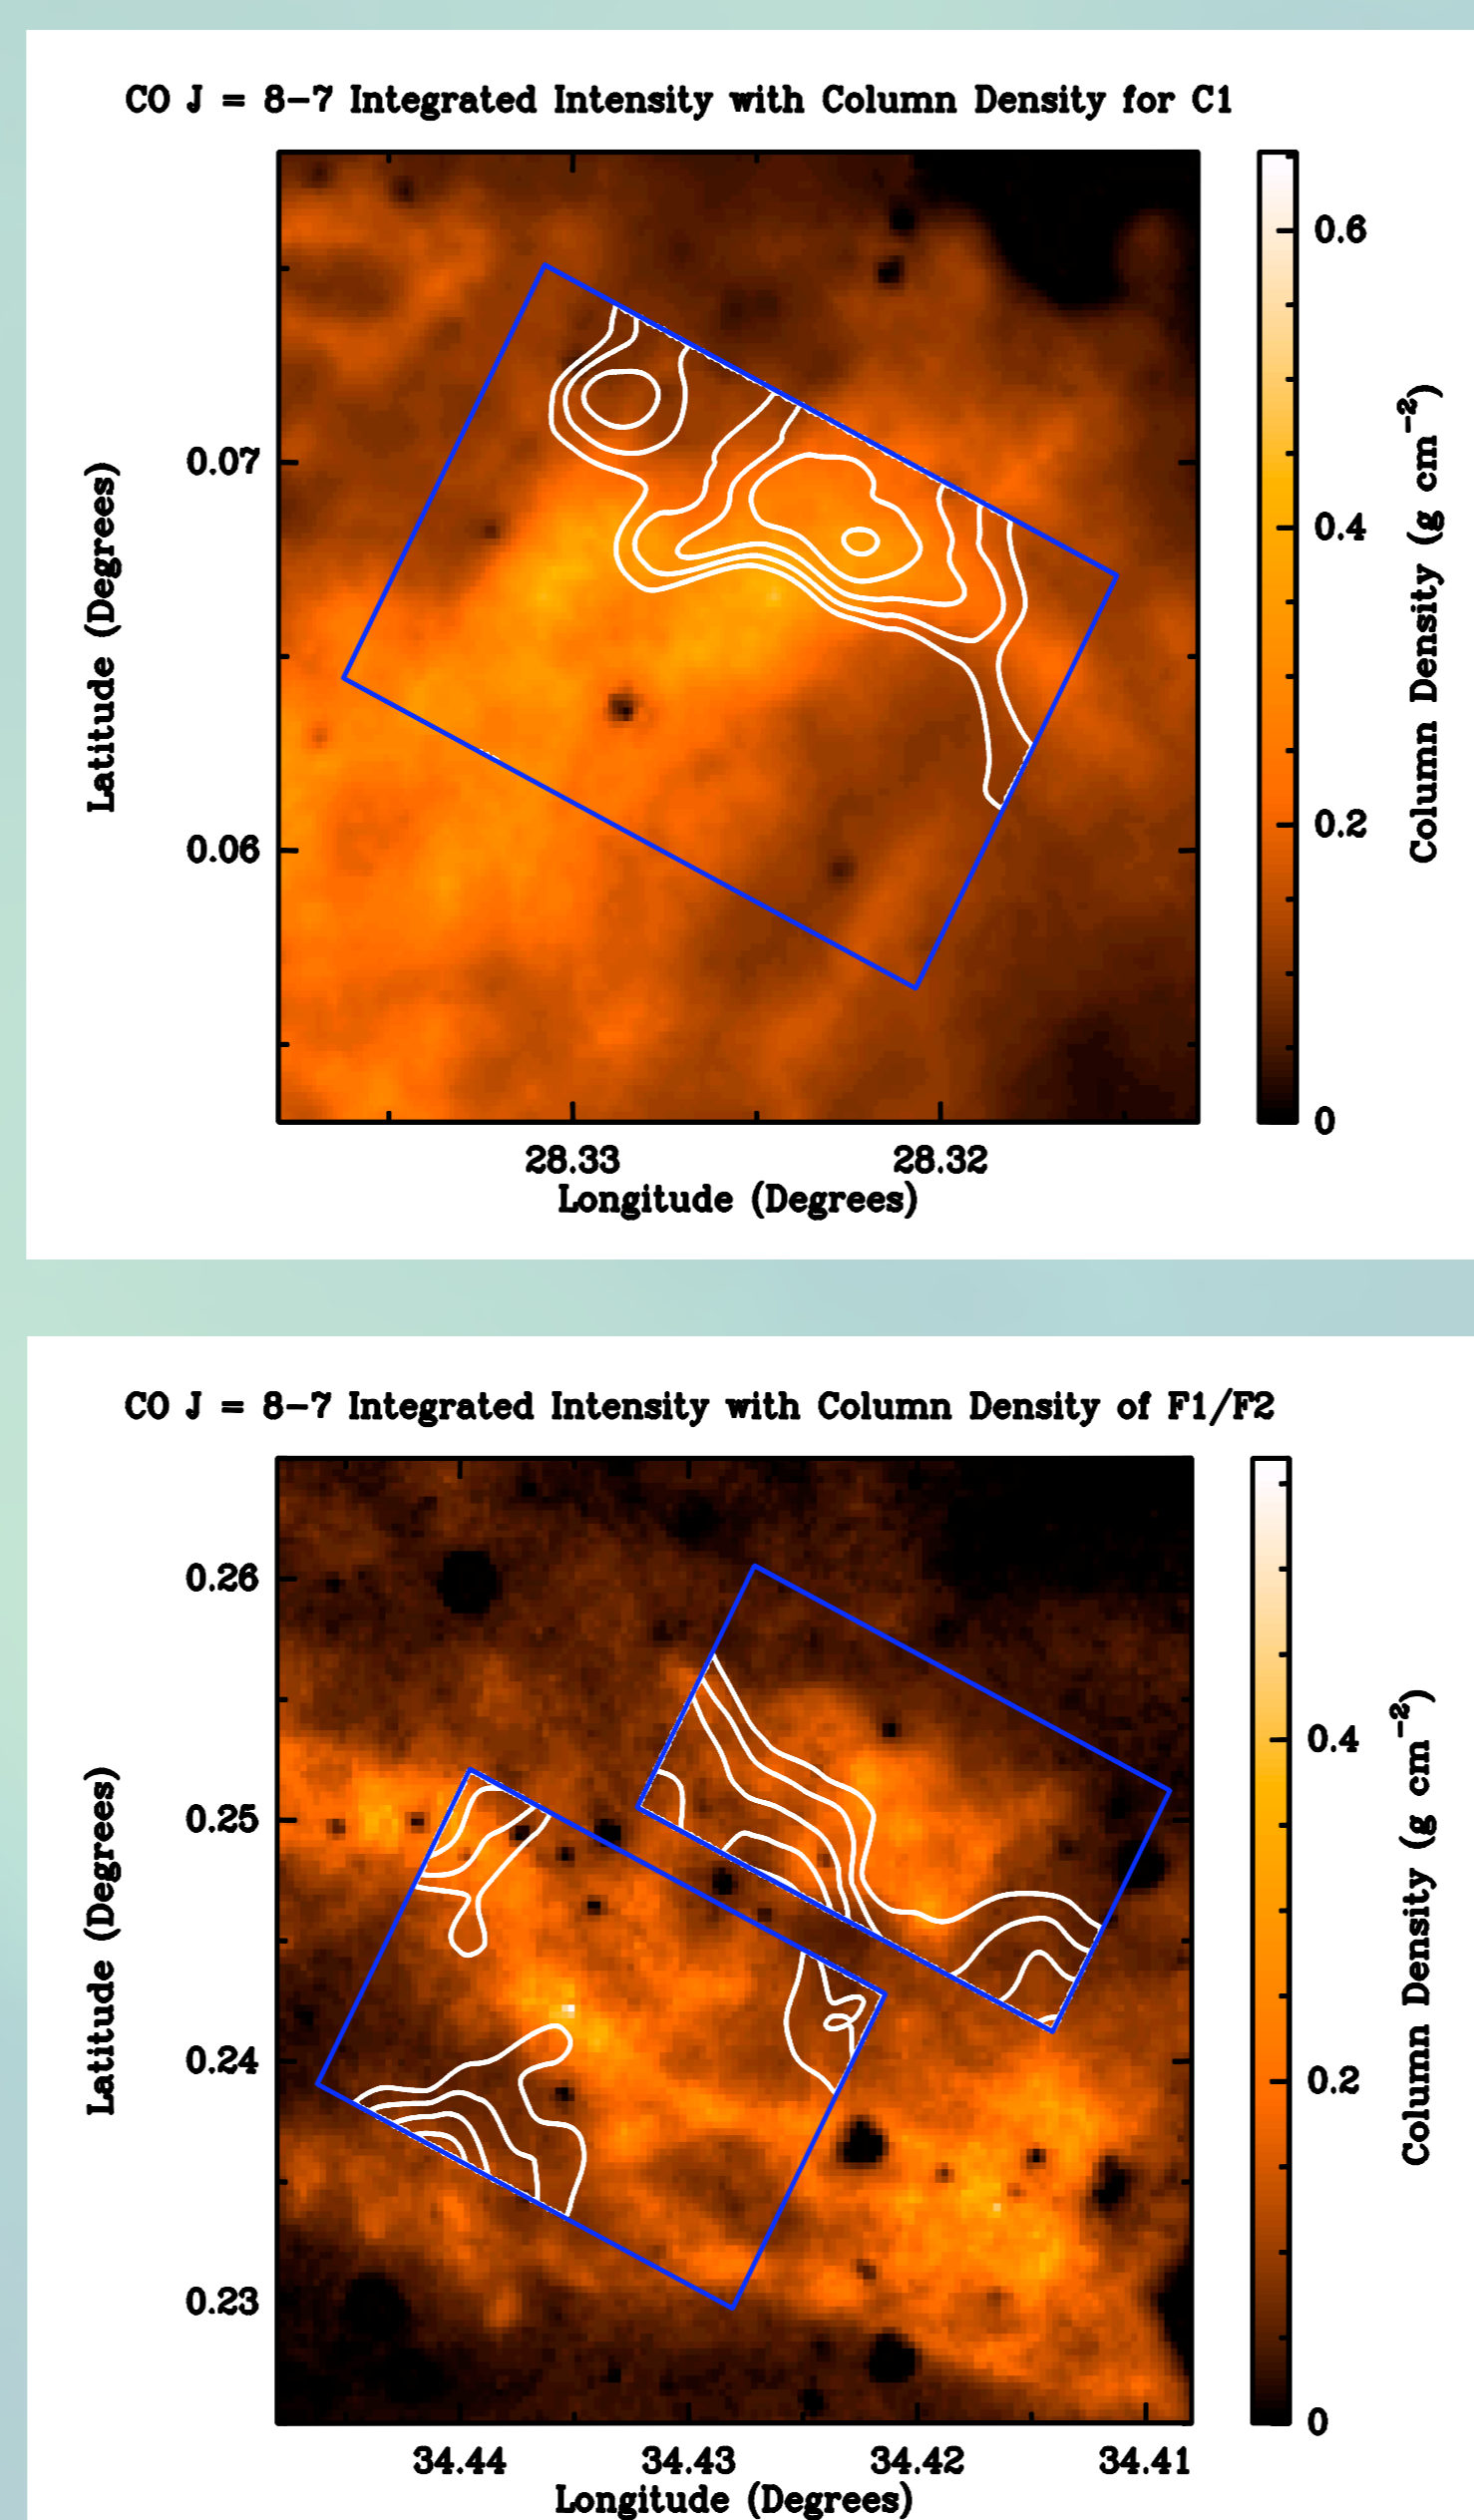 CO J = 8−7 Integrated Intensity with Column Density for C1
0.07
0.06
Latitude (Degrees)
28.33 28.32
Longitude (Degrees)
0.6
0.4
0.2
0
Column Density (g cm⁻²)
CO J = 8−7 Integrated Intensity with Column Density of F1/F2
0.26
0.25
0.24
0.23
Latitude (Degrees)
34.44 34.43 34.42 34.41
Longitude (Degrees)
0.4
0.2
0
Column Density (g cm⁻²)